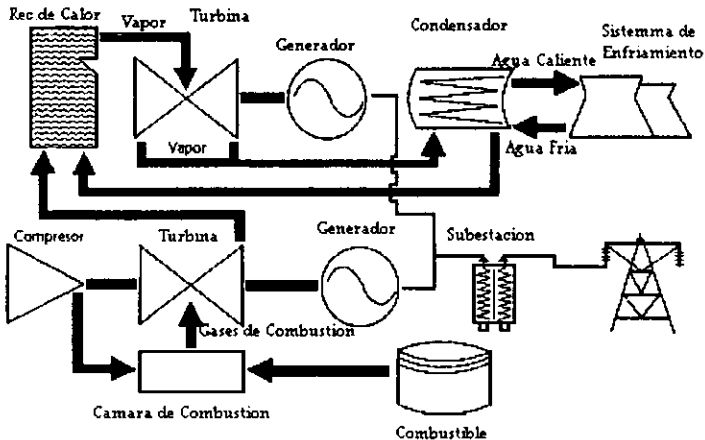 Rec de Calor
Vapor
Turbina
Generador
Condensador
Sistemma de
Enfriamiento
Agua Caliente
Vapor
Agua Fria
Compresor
Turbina
Generador
Subestacion
Gases de Combustion
Camara de Combustion
Combustible